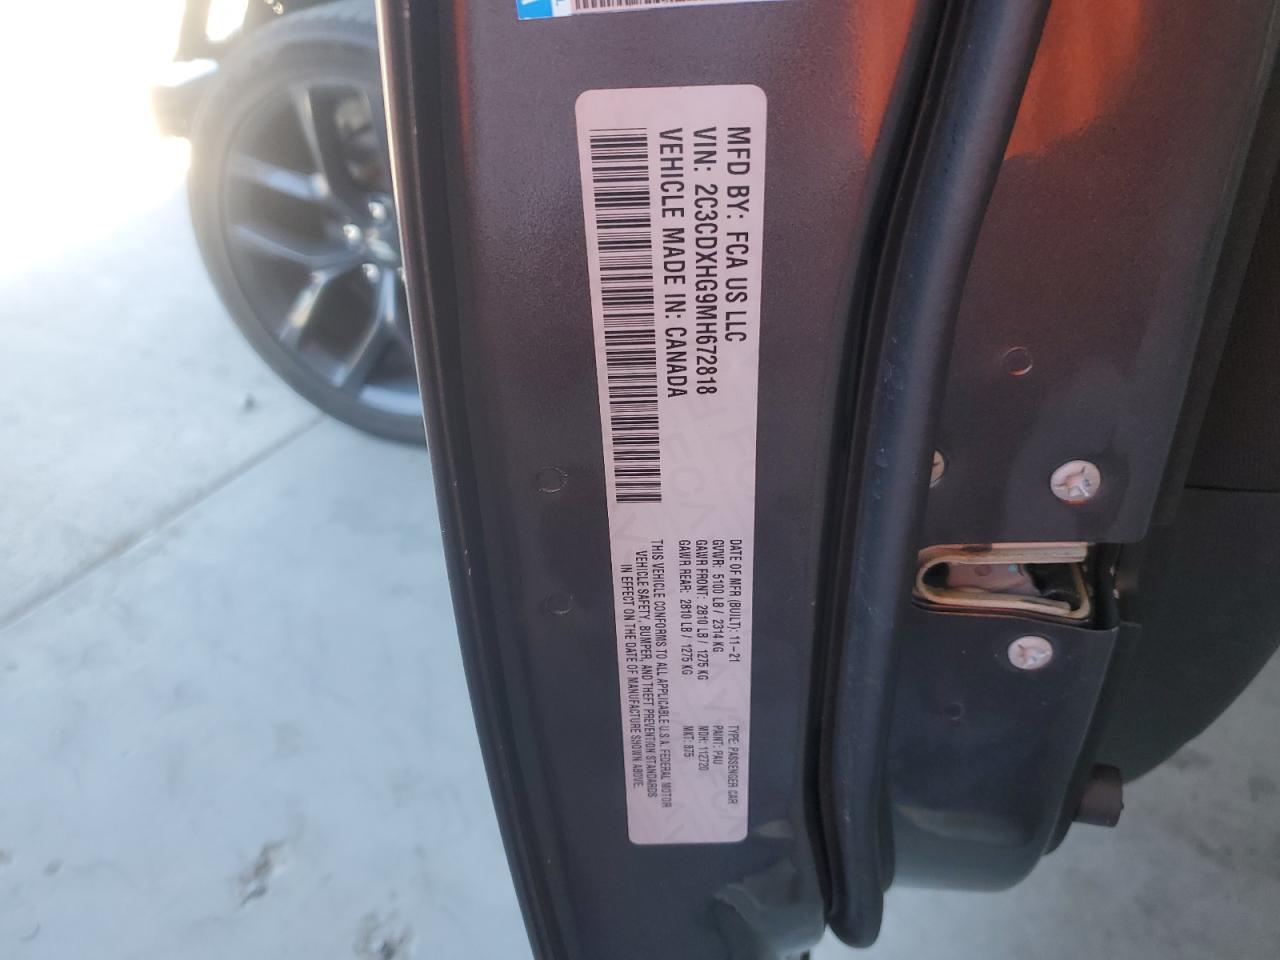 MFD BY: FCA US LLC
VIN: 2C3CDXHG9MH672818
VEHICLE MADE IN: CANADA
DATE OF MFR (BUILT): 11-21
GVWR: 5100 LB / 2314 KG
GAWR FRONT: 2810 LB / 1275 KG
GAWR REAR: 2810 LB / 1275 KG
TYPE: PASSENGER CAR
PAINT: PAU
MDH: 112720
MKT: B75
THIS VEHICLE CONFORMS TO ALL APPLICABLE U.S.A. FEDERAL MOTOR
VEHICLE SAFETY, BUMPER, AND THEFT PREVENTION STANDARDS
IN EFFECT ON THE DATE OF MANUFACTURE SHOWN ABOVE.